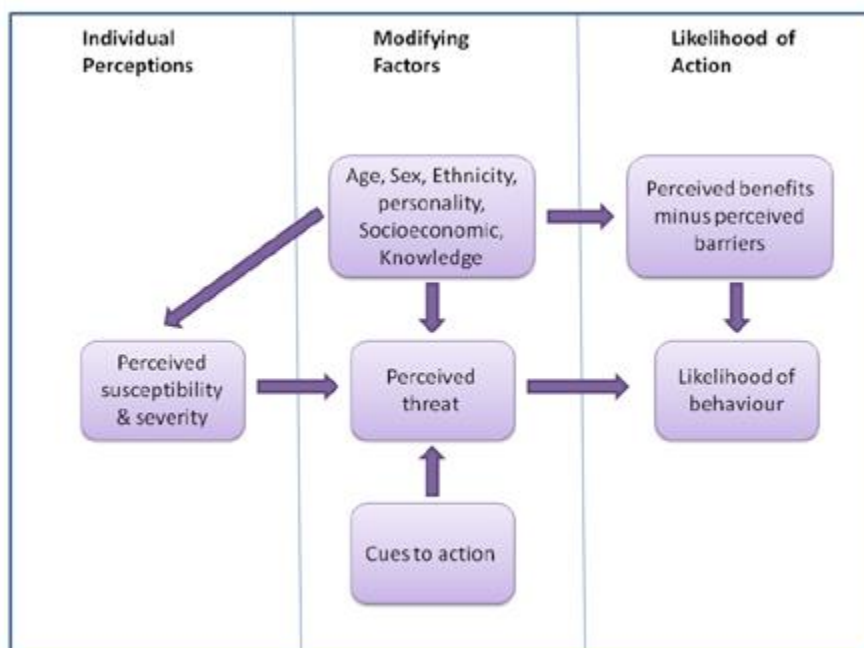 Individual
Perceptions
Modifying
Factors
Likelihood of
Action
Age, Sex, Ethnicity,
personality,
Socioeconomic,
Knowledge
Perceived benefits
minus perceived
barriers
Perceived
susceptibility
& severity
Perceived
threat
Likelihood of
behaviour
Cues to action